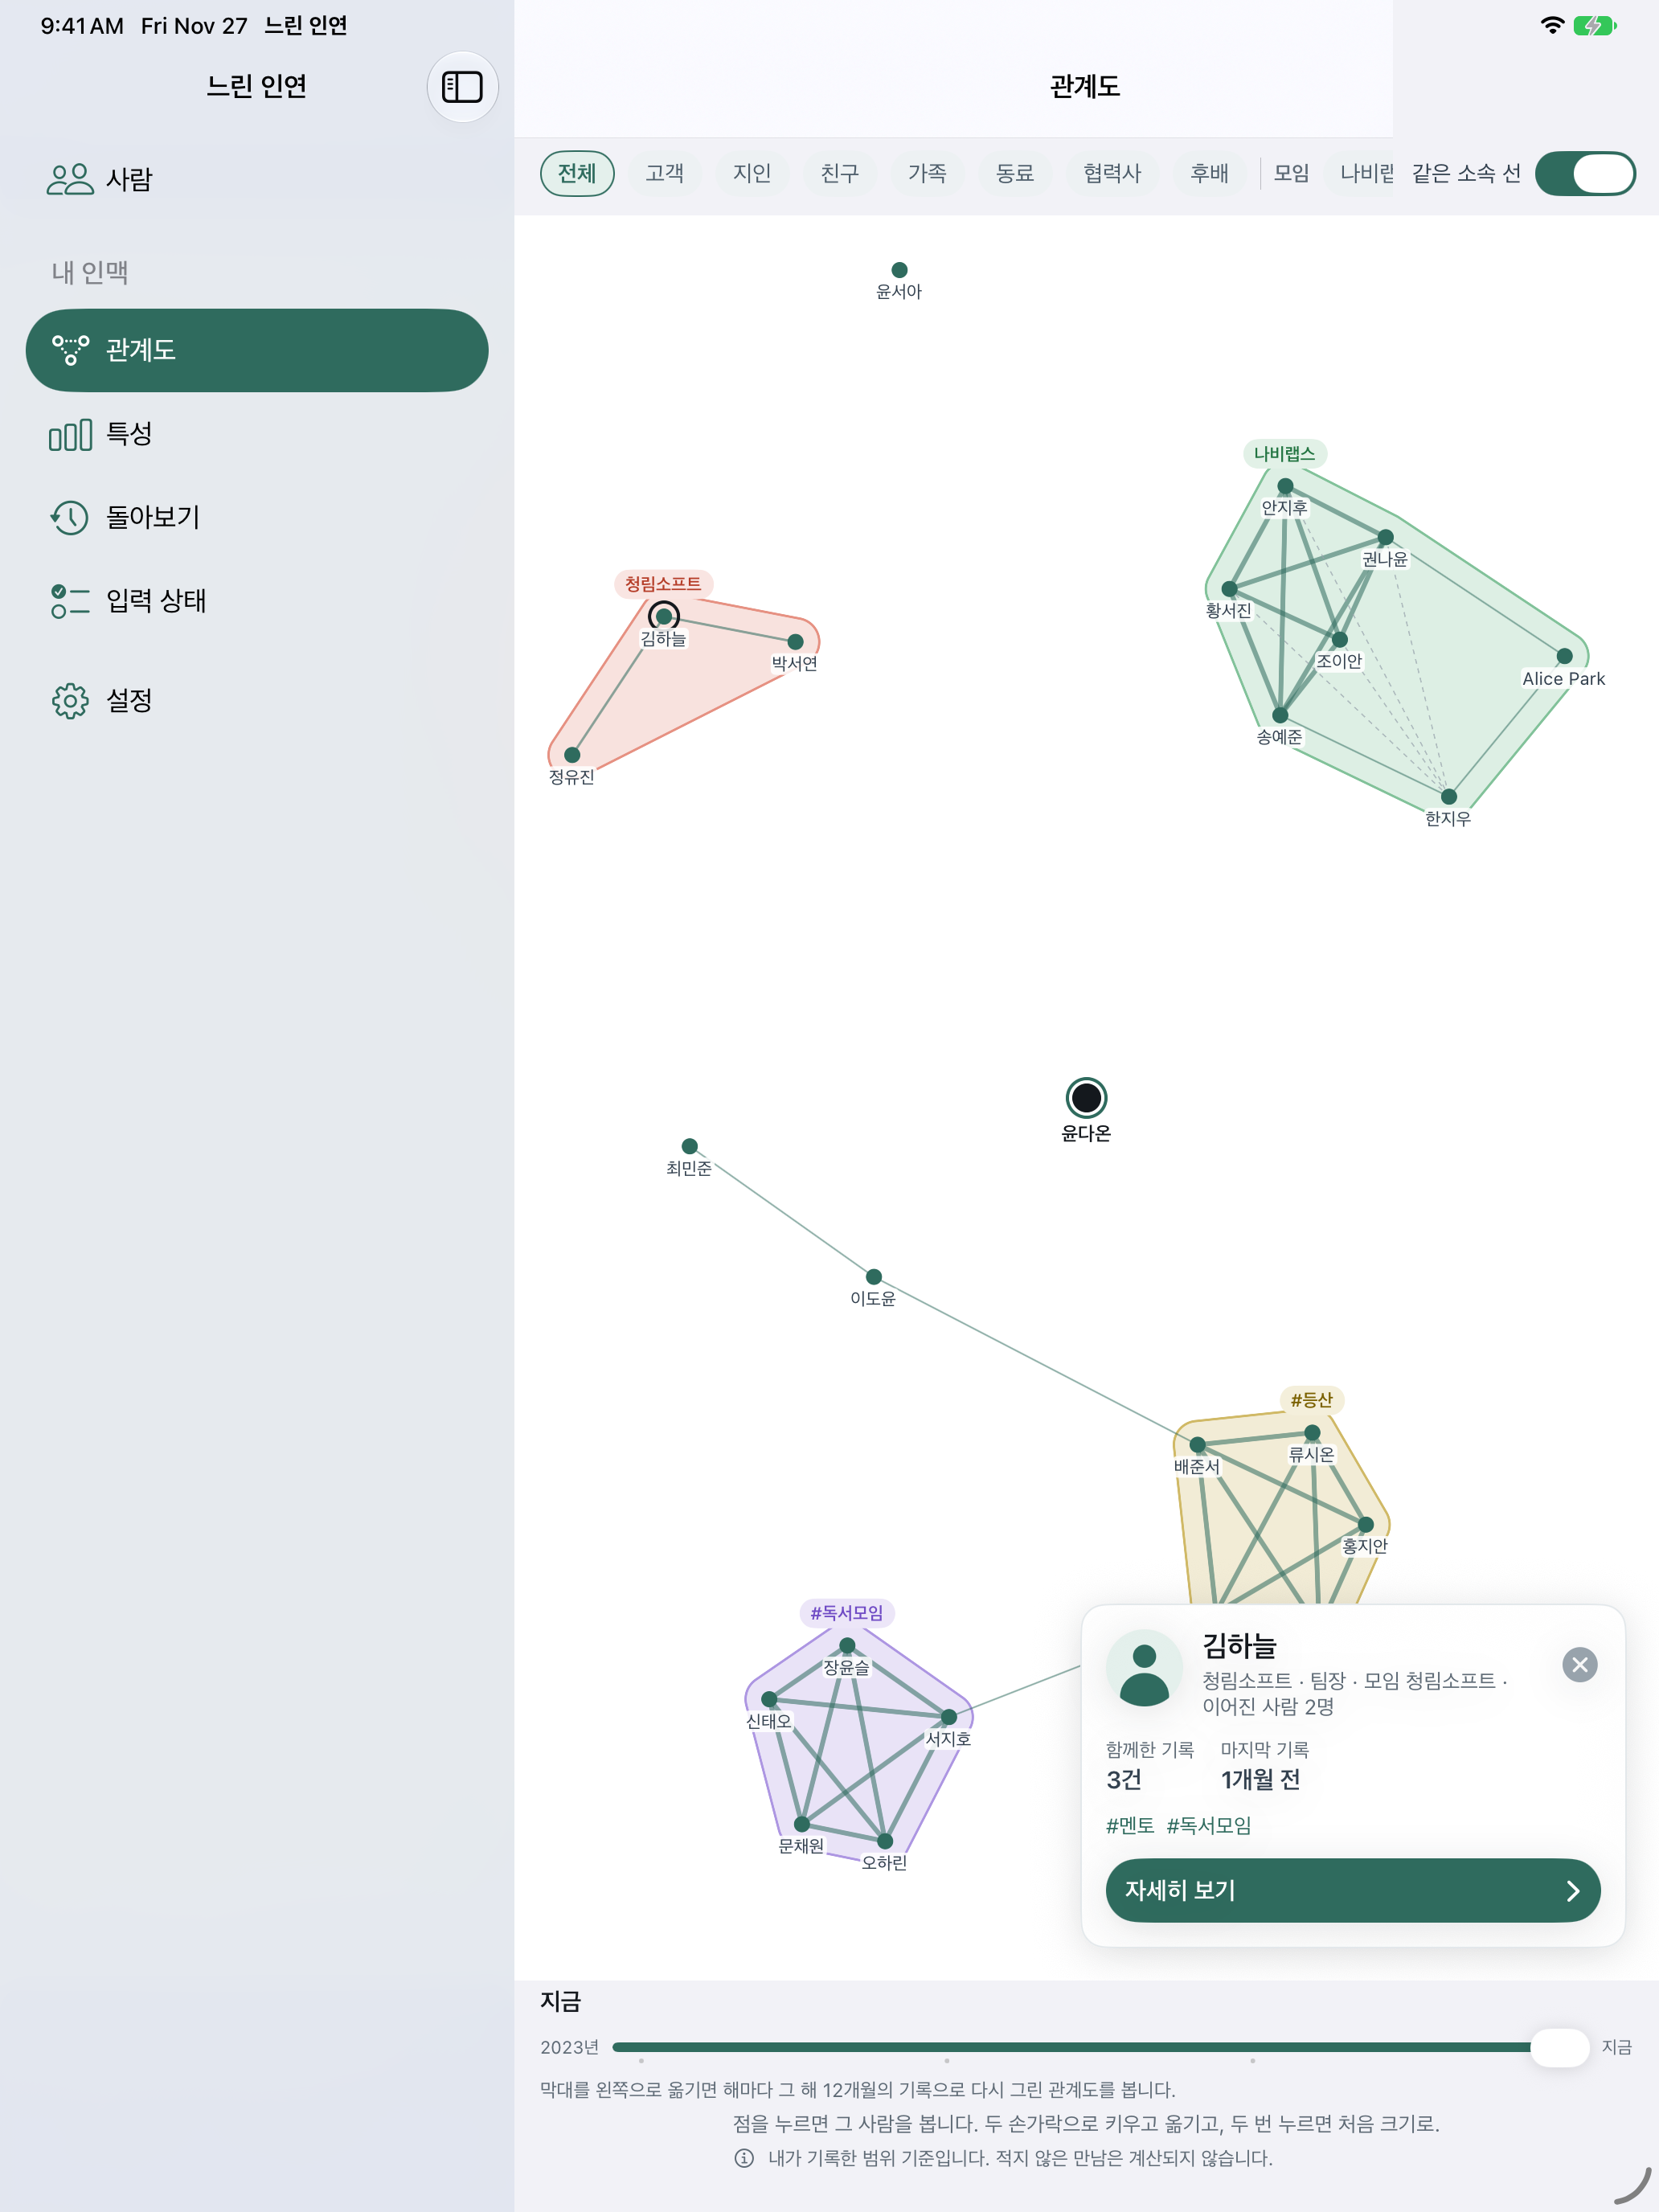 9:41 AM Fri Nov 27 느린 인연
느린 인연
사람
내 인맥
관계도
특성
돌아보기
입력 상태
설정
관계도
전체 고객 지인 친구 가족 동료 협력사 후배 모임 같은 소속 선
윤서아
나비랩스
안지후
권나윤
황서진
조이안
Alice Park
송예준
한지우
청림소프트
김하늘
박서연
정유진
윤다온
최민준
이도윤
#등산
배준서
류시온
홍지안
#독서모임
장윤슬
신태오
서지호
문채원
오하린
김하늘
청림소프트 · 팀장 · 모임 청림소프트 ·
이어진 사람 2명
함께한 기록 마지막 기록
3건 1개월 전
#멘토 #독서모임
자세히 보기
지금
2023년 지금
막대를 왼쪽으로 옮기면 해마다 그 해 12개월의 기록으로 다시 그린 관계도를 봅니다.
점을 누르면 그 사람을 봅니다. 두 손가락으로 키우고 옮기고, 두 번 누르면 처음 크기로.
내가 기록한 범위 기준입니다. 적지 않은 만남은 계산되지 않습니다.